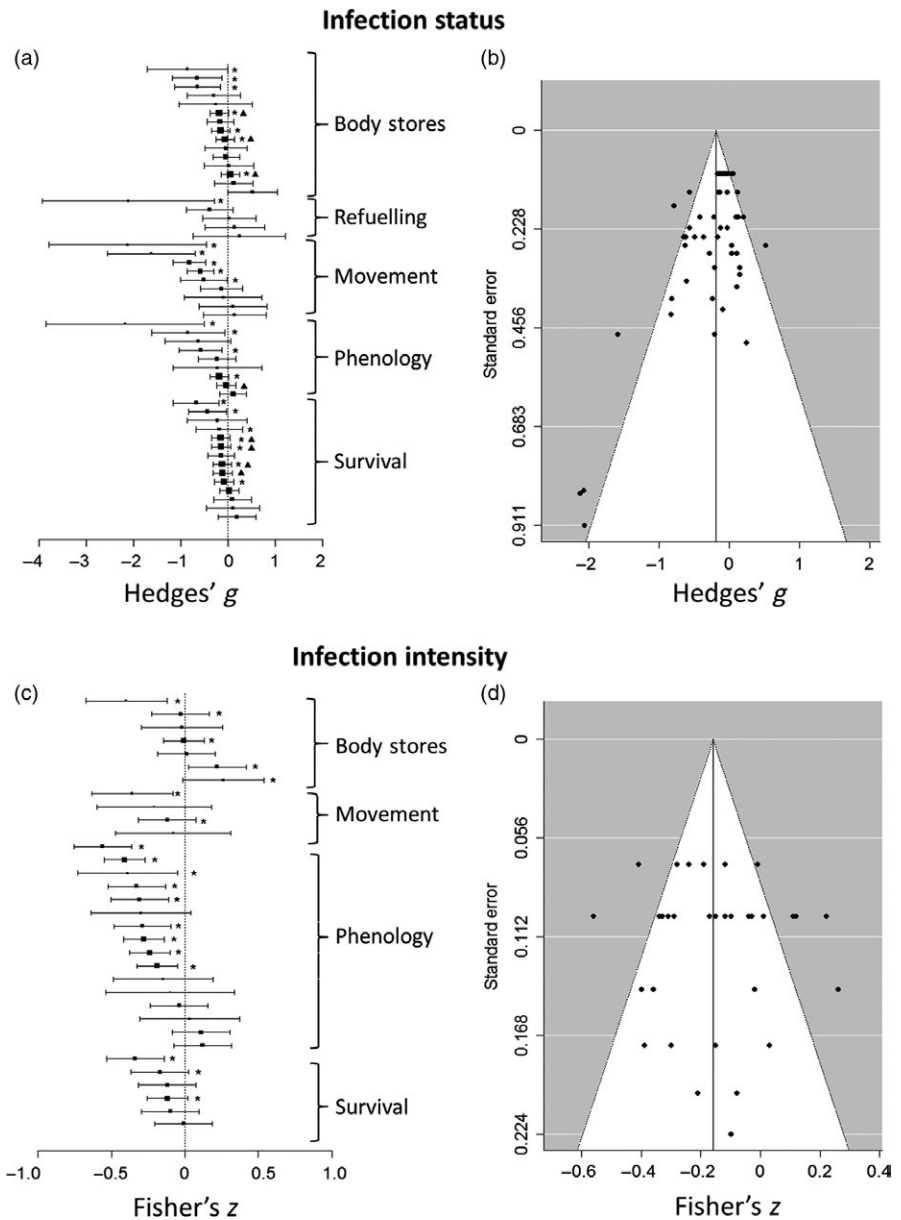 Infection status
(a)
Body stores
Refuelling
Movement
Phenology
Survival
−4 −3 −2 −1 0 1 2
Hedges' g
(b)
Standard error
0
0.228
0.456
0.683
0.911
−2 −1 0 1 2
Hedges' g
Infection intensity
(c)
Body stores
Movement
Phenology
Survival
−1.0 −0.5 0 0.5 1.0
Fisher's z
(d)
Standard error
0
0.056
0.112
0.168
0.224
−0.6 −0.4 −0.2 0 0.2 0.4
Fisher's z